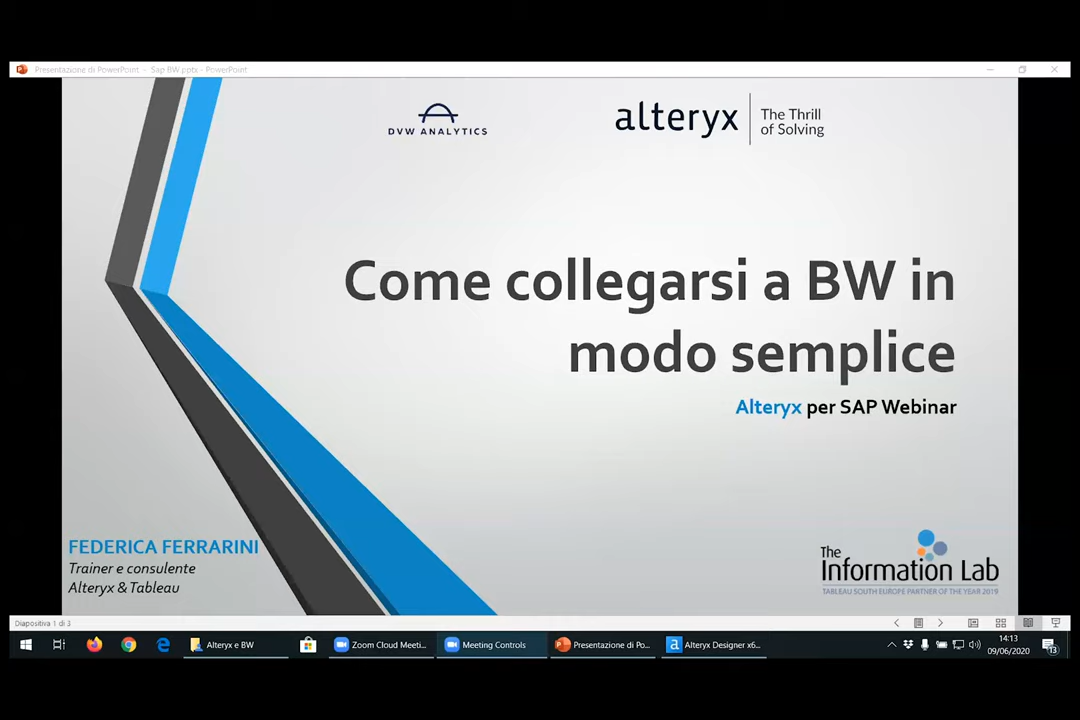 Presentazione di PowerPoint - Sap BW.pptx - PowerPoint
DVW ANALYTICS
alteryx
The Thrill
of Solving
Come collegarsi a BW in
modo semplice
Alteryx per SAP Webinar
FEDERICA FERRARINI
Trainer e consulente
Alteryx & Tableau
The
Information Lab
TABLEAU SOUTH EUROPE PARTNER OF THE YEAR 2019
Diapositiva 1 di 3
Alteryx e BW
Zoom Cloud Meeti...
Meeting Controls
Presentazione di Po...
Alteryx Designer x6...
14:13
09/06/2020
13